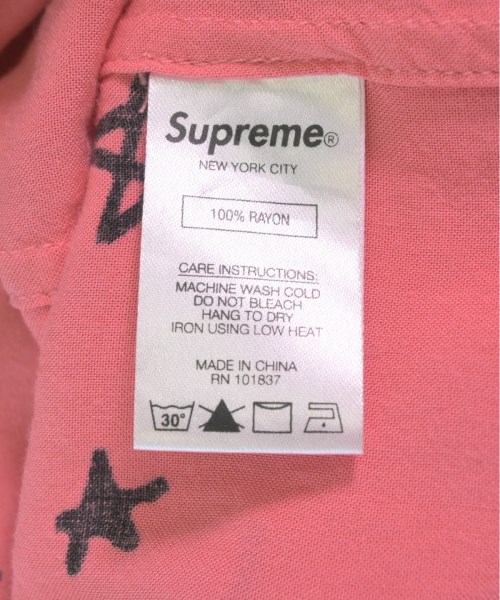 Supreme®
NEW YORK CITY
100% RAYON
CARE INSTRUCTIONS:
MACHINE WASH COLD
DO NOT BLEACH
HANG TO DRY
IRON USING LOW HEAT
MADE IN CHINA
RN 101837
30°